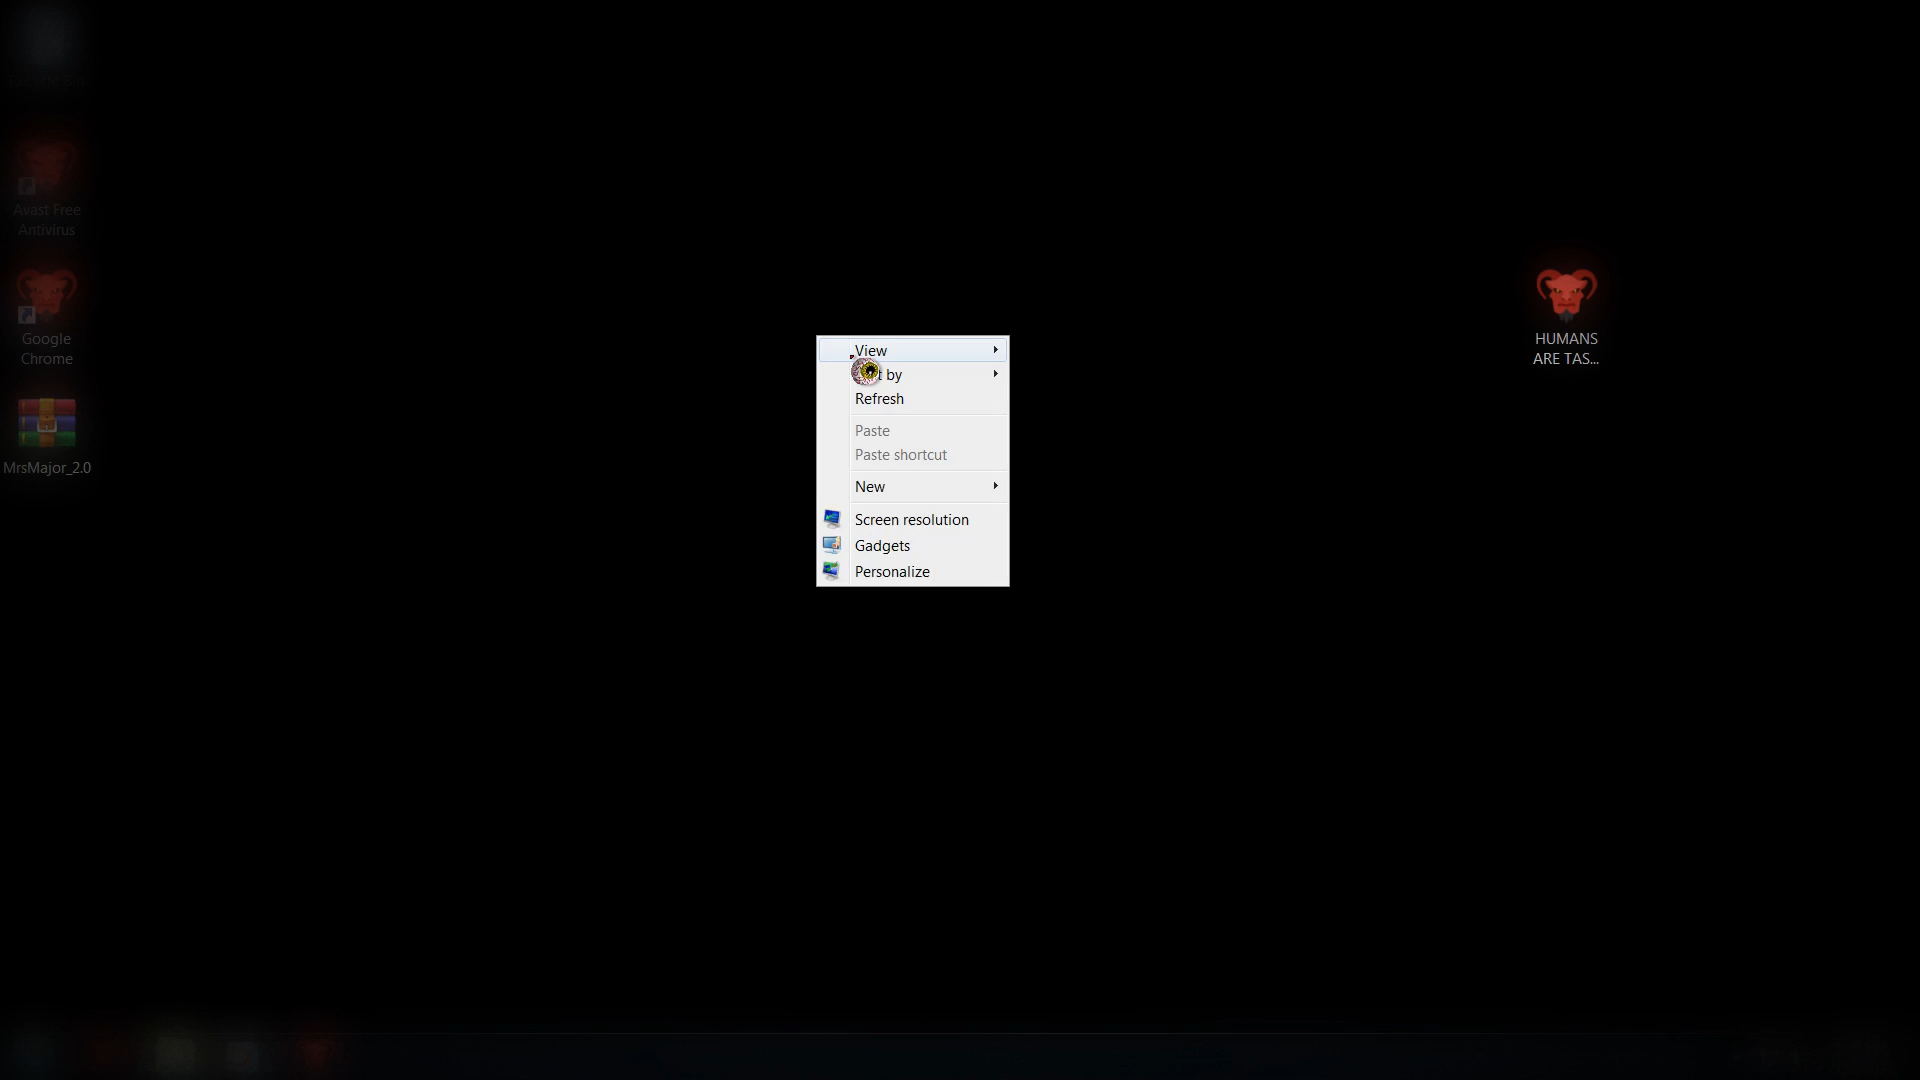 Avast Free
Antivirus
Google
Chrome
MrsMajor_2.0
View
by
Refresh
Paste
Paste shortcut
New
Screen resolution
Gadgets
Personalize
HUMANS
ARE TAS...